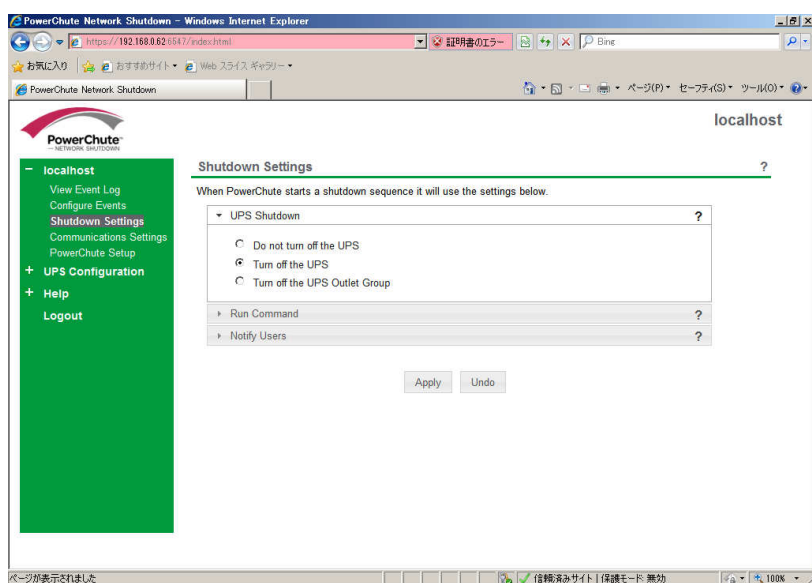 PowerChute Network Shutdown - Windows Internet Explorer
https://192.168.0.62:6547/index.html
証明書のエラー
Bing
お気に入り
おすすめサイト
Web スライス ギャラリー
PowerChute Network Shutdown
ページ(P)
セーフティ(S)
ツール(O)
PowerChute
NETWORK SHUTDOWN
localhost
localhost
View Event Log
Configure Events
Shutdown Settings
Communications Settings
PowerChute Setup
UPS Configuration
Help
Logout
Shutdown Settings ?
When PowerChute starts a shutdown sequence it will use the settings below.
UPS Shutdown ?
Do not turn off the UPS
Turn off the UPS
Turn off the UPS Outlet Group
Run Command ?
Notify Users ?
Apply Undo
ページが表示されました
信頼済みサイト | 保護モード: 無効
100%